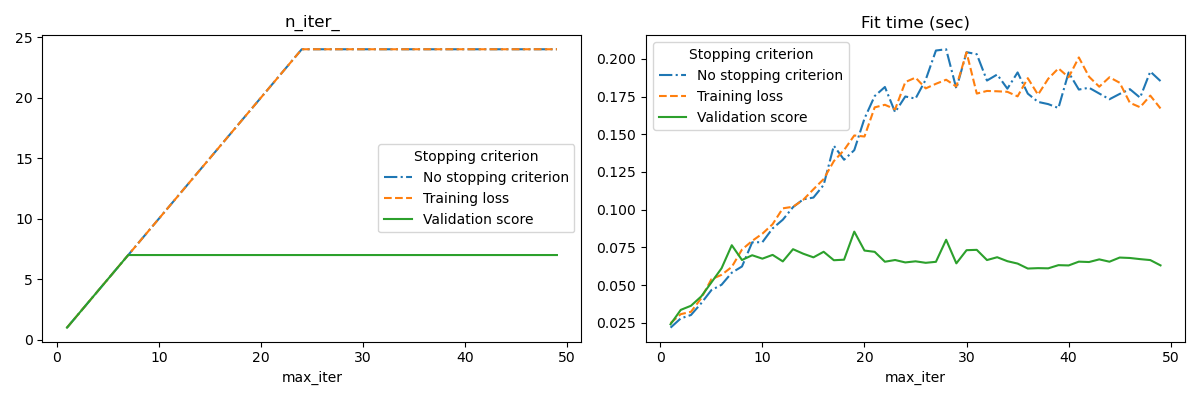 n_iter_
25
20
15
10
5
0
Stopping criterion
No stopping criterion
Training loss
Validation score
0 10 20 30 40 50
max_iter
Fit time (sec)
Stopping criterion
No stopping criterion
Training loss
Validation score
0.200
0.175
0.150
0.125
0.100
0.075
0.050
0.025
0 10 20 30 40 50
max_iter